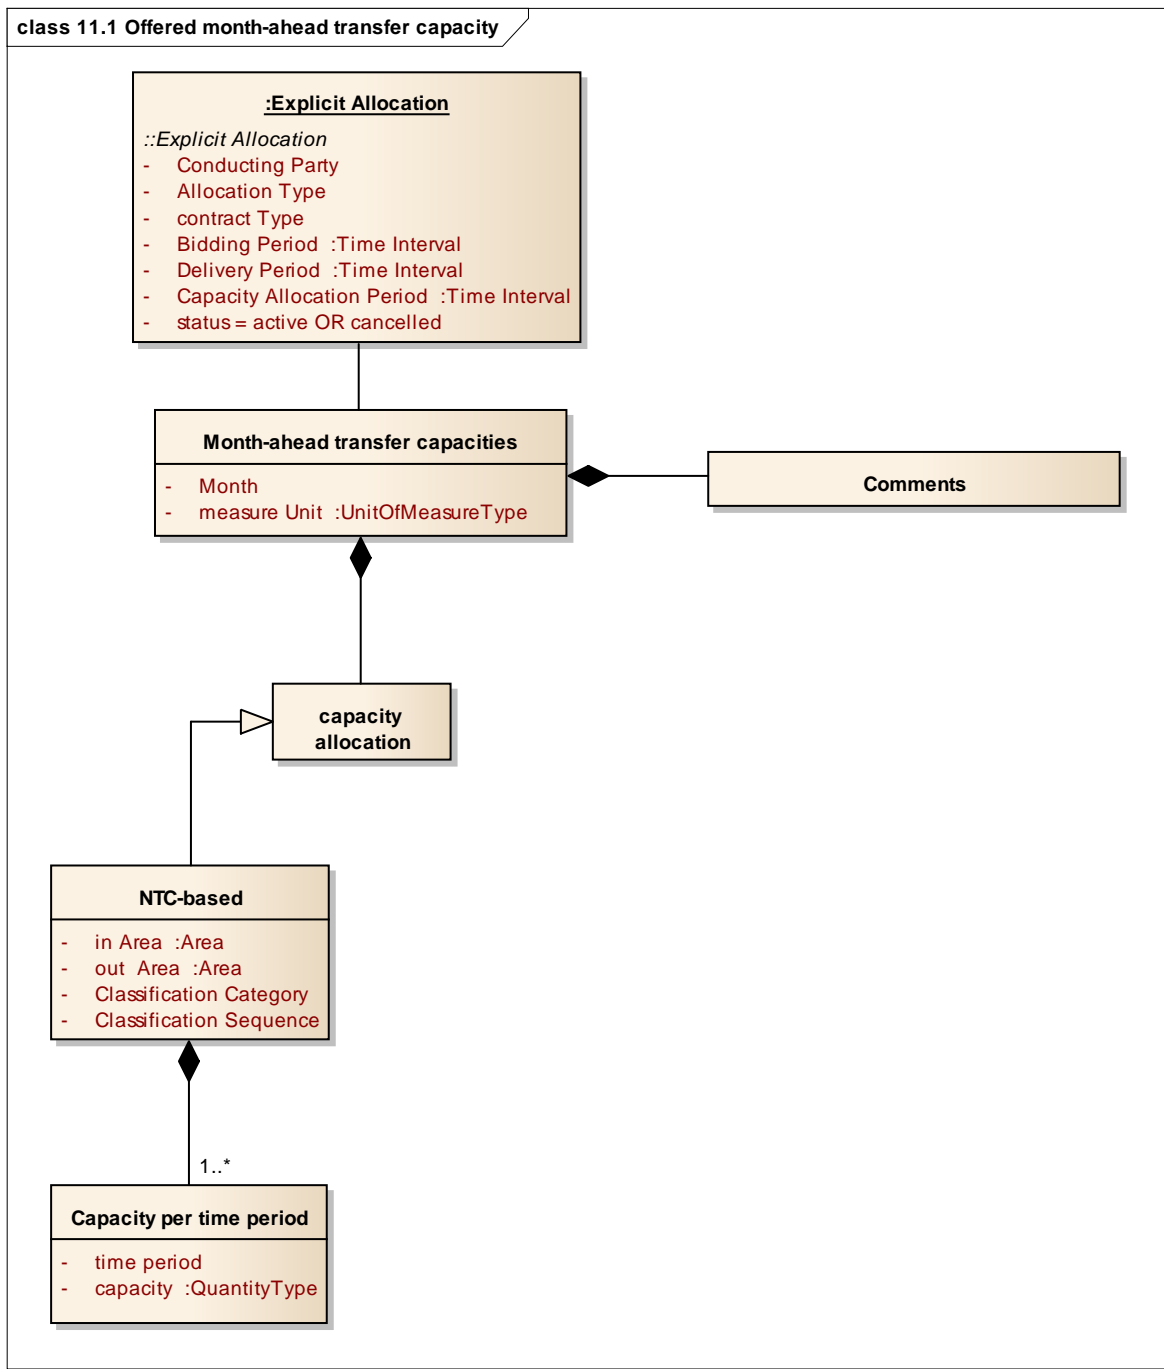 class 11.1 Offered month-ahead transfer capacity
:Explicit Allocation
::Explicit Allocation
- Conducting Party
- Allocation Type
- contract Type
- Bidding Period :Time Interval
- Delivery Period :Time Interval
- Capacity Allocation Period :Time Interval
- status = active OR cancelled
Month-ahead transfer capacities
- Month
- measure Unit :UnitOfMeasureType
Comments
capacity
allocation
NTC-based
- in Area :Area
- out Area :Area
- Classification Category
- Classification Sequence
1..*
Capacity per time period
- time period
- capacity :QuantityType